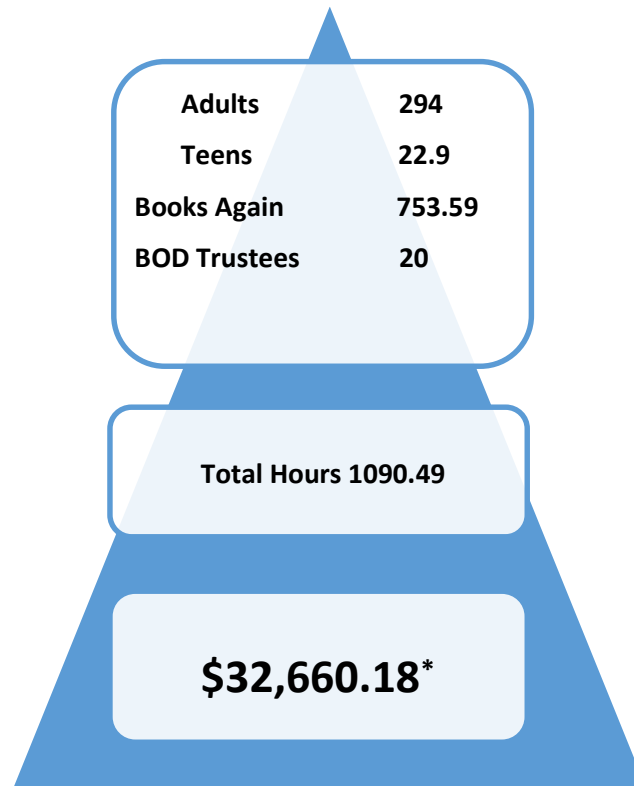 Adults 294
Teens 22.9
Books Again 753.59
BOD Trustees 20
Total Hours 1090.49
$32,660.18*